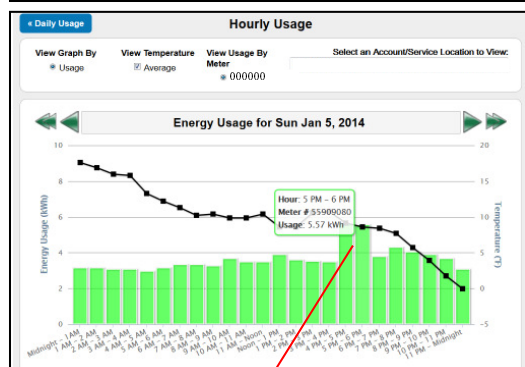 « Daily Usage
Hourly Usage
View Graph By
View Temperature
View Usage By Meter
Select an Account/Service Location to View:
Usage
Average
000000
Energy Usage for Sun Jan 5, 2014
10
8
6
4
2
0
Energy Usage (kWh)
20
15
10
5
0
-5
Temperature (°F)
Hour: 5 PM - 6 PM
Meter # 55909080
Usage: 5.57 kWh
Midnight - 1 AM
1 AM - 2 AM
2 AM - 3 AM
3 AM - 4 AM
4 AM - 5 AM
5 AM - 6 AM
6 AM - 7 AM
7 AM - 8 AM
8 AM - 9 AM
9 AM - 10 AM
10 AM - 11 AM
11 AM - Noon
Noon - 1 PM
1 PM - 2 PM
2 PM - 3 PM
3 PM - 4 PM
4 PM - 5 PM
5 PM - 6 PM
6 PM - 7 PM
7 PM - 8 PM
8 PM - 9 PM
9 PM - 10 PM
10 PM - 11 PM
11 PM - Midnight